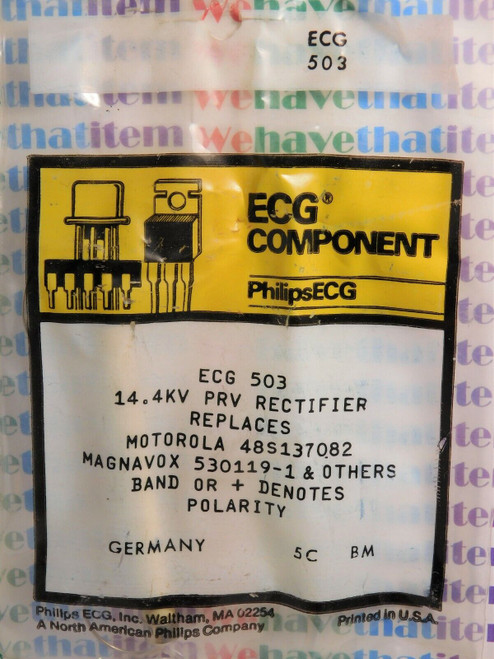 ECG
503
wehavethatitem wehavethatitem
ECG®
COMPONENT
PhilipsECG
ECG 503
14.4KV PRV RECTIFIER
REPLACES
MOTOROLA 48S137082
MAGNAVOX 530119-1 & OTHERS
BAND OR + DENOTES
POLARITY
GERMANY 5C BM
Philips ECG, Inc. Waltham, MA 02254
A North American Philips Company
Printed in U.S.A.